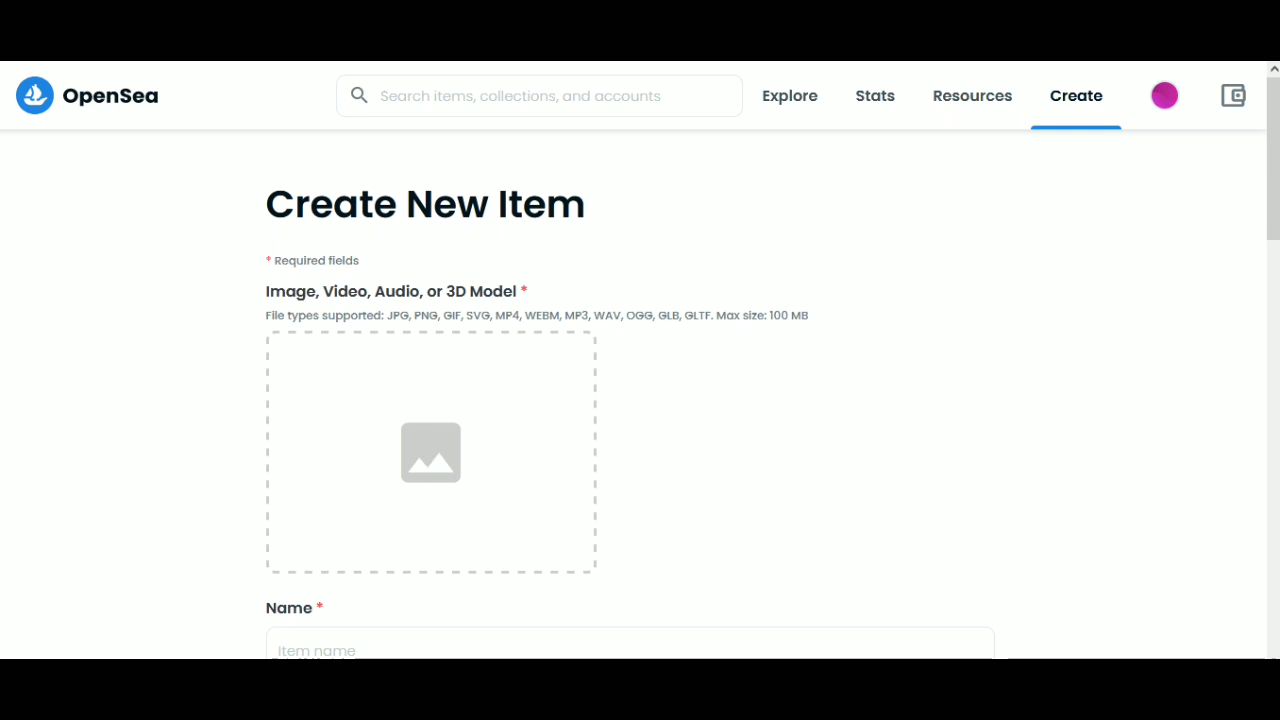 OpenSea
Search items, collections, and accounts
Explore
Stats
Resources
Create
Create New Item
* Required fields
Image, Video, Audio, or 3D Model *
File types supported: JPG, PNG, GIF, SVG, MP4, WEBM, MP3, WAV, OGG, GLB, GLTF. Max size: 100 MB
Name *
Item name